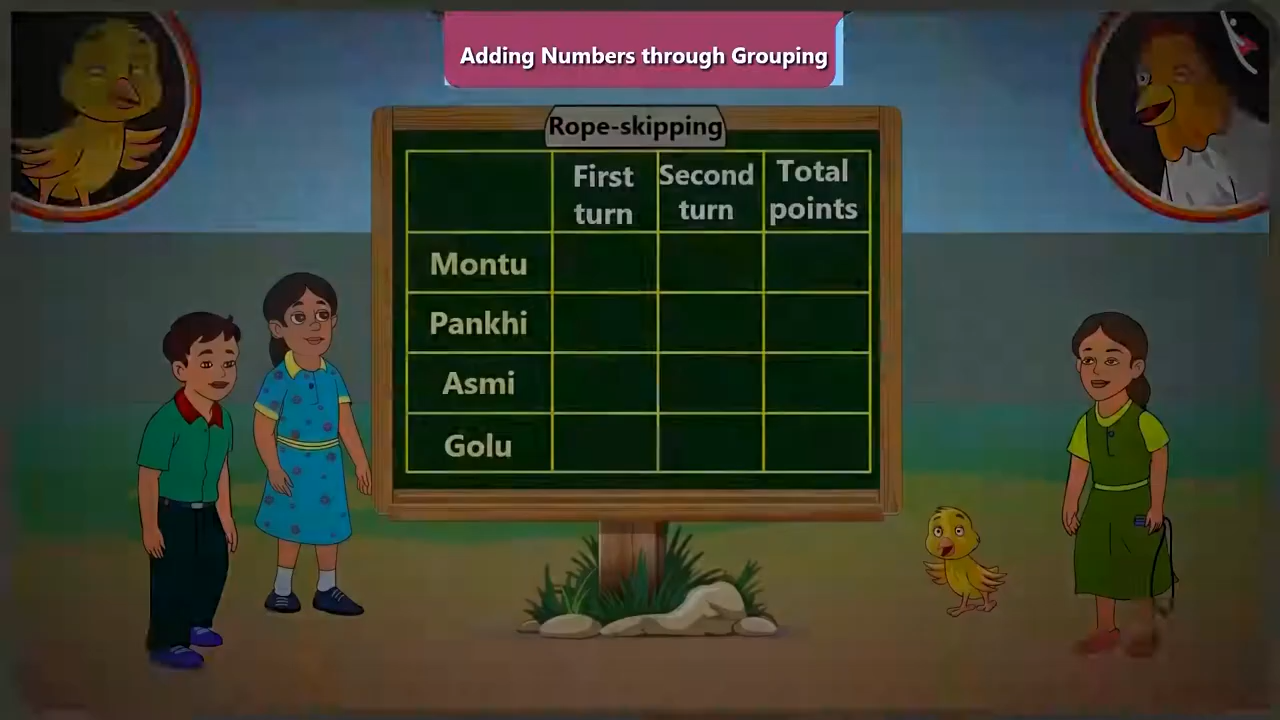 Adding Numbers through Grouping
Rope-skipping
First turn
Second turn
Total points
Montu
Pankhi
Asmi
Golu